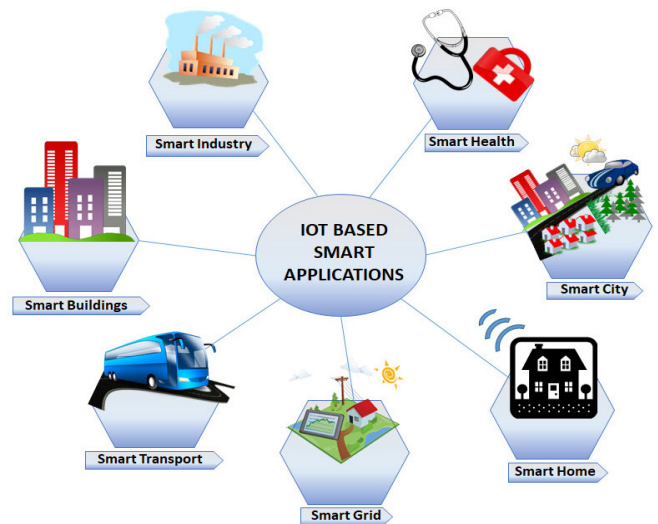 Smart Industry
Smart Health
IOT BASED
SMART
APPLICATIONS
Smart Buildings
Smart City
Smart Transport
Smart Home
Smart Grid